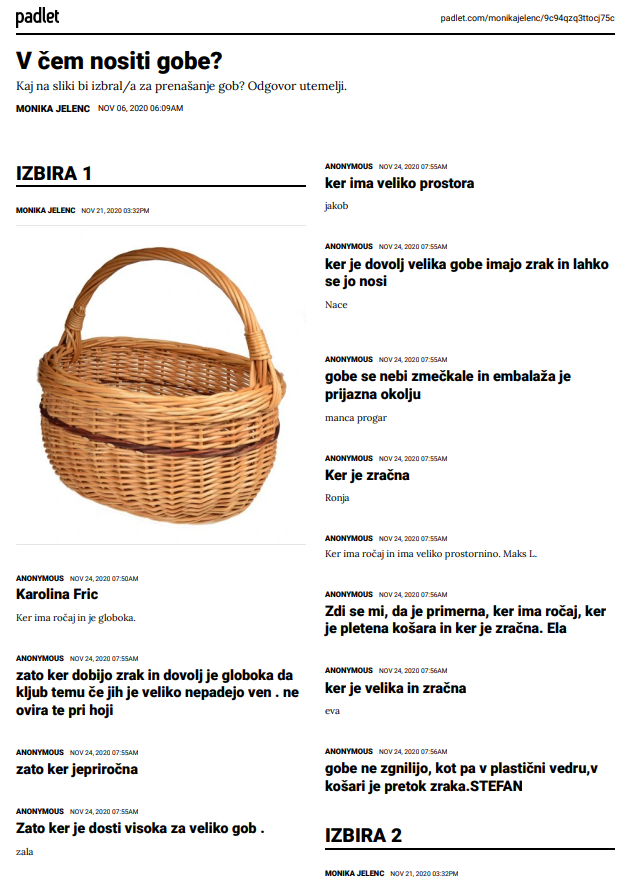 padlet
padlet.com/monikajelenc/9c94qzq3ttocj75c
V čem nositi gobe?
Kaj na sliki bi izbral/a za prenašanje gob? Odgovor utemelji.
MONIKA JELENC NOV 06, 2020 06:09AM
IZBIRA 1
MONIKA JELENC NOV 21, 2020 03:32PM
ANONYMOUS NOV 24, 2020 07:50AM
Karolina Fric
Ker ima ročaj in je globoka.
ANONYMOUS NOV 24, 2020 07:55AM
zato ker dobijo zrak in dovolj je globoka da
kljub temu če jih je veliko nepadejo ven . ne
ovira te pri hoji
ANONYMOUS NOV 24, 2020 07:55AM
zato ker jepriročna
ANONYMOUS NOV 24, 2020 07:55AM
Zato ker je dosti visoka za veliko gob .
zala
ANONYMOUS NOV 24, 2020 07:55AM
ker ima veliko prostora
jakob
ANONYMOUS NOV 24, 2020 07:55AM
ker je dovolj velika gobe imajo zrak in lahko
se jo nosi
Nace
ANONYMOUS NOV 24, 2020 07:55AM
gobe se nebi zmečkale in embalaža je
prijazna okolju
manca progar
ANONYMOUS NOV 24, 2020 07:55AM
Ker je zračna
Ronja
ANONYMOUS NOV 24, 2020 07:55AM
Ker ima ročaj in ima veliko prostornino. Maks L.
ANONYMOUS NOV 24, 2020 07:56AM
Zdi se mi, da je primerna, ker ima ročaj, ker
je pletena košara in ker je zračna. Ela
ANONYMOUS NOV 24, 2020 07:56AM
ker je velika in zračna
eva
ANONYMOUS NOV 24, 2020 07:56AM
gobe ne zgnilijo, kot pa v plastični vedru,v
košari je pretok zraka.STEFAN
IZBIRA 2
MONIKA JELENC NOV 21, 2020 03:32PM